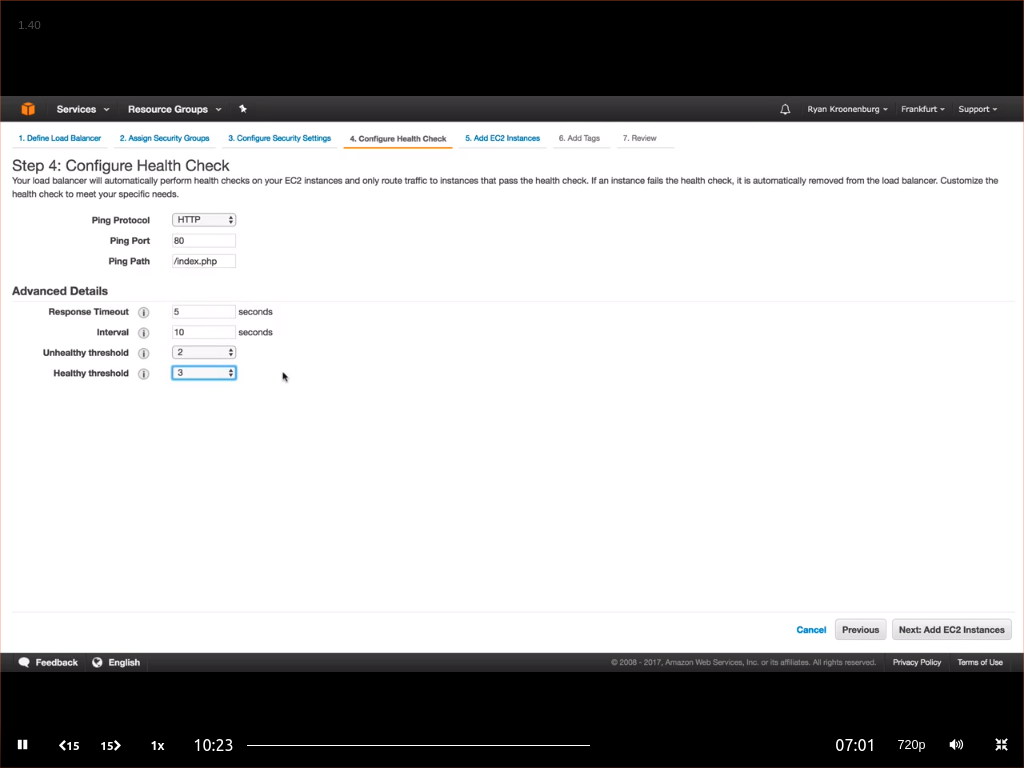 1.40
Services Resource Groups Ryan Kroonenburg Frankfurt Support
1. Define Load Balancer 2. Assign Security Groups 3. Configure Security Settings 4. Configure Health Check 5. Add EC2 Instances 6. Add Tags 7. Review
Step 4: Configure Health Check
Your load balancer will automatically perform health checks on your EC2 instances and only route traffic to instances that pass the health check. If an instance fails the health check, it is automatically removed from the load balancer. Customize the
health check to meet your specific needs.
Ping Protocol HTTP
Ping Port 80
Ping Path /index.php
Advanced Details
Response Timeout 5 seconds
Interval 10 seconds
Unhealthy threshold 2
Healthy threshold 3
Cancel Previous Next: Add EC2 Instances
Feedback English © 2008 - 2017, Amazon Web Services, Inc. or its affiliates. All rights reserved. Privacy Policy Terms of Use
15 15 1x 10:23 07:01 720p